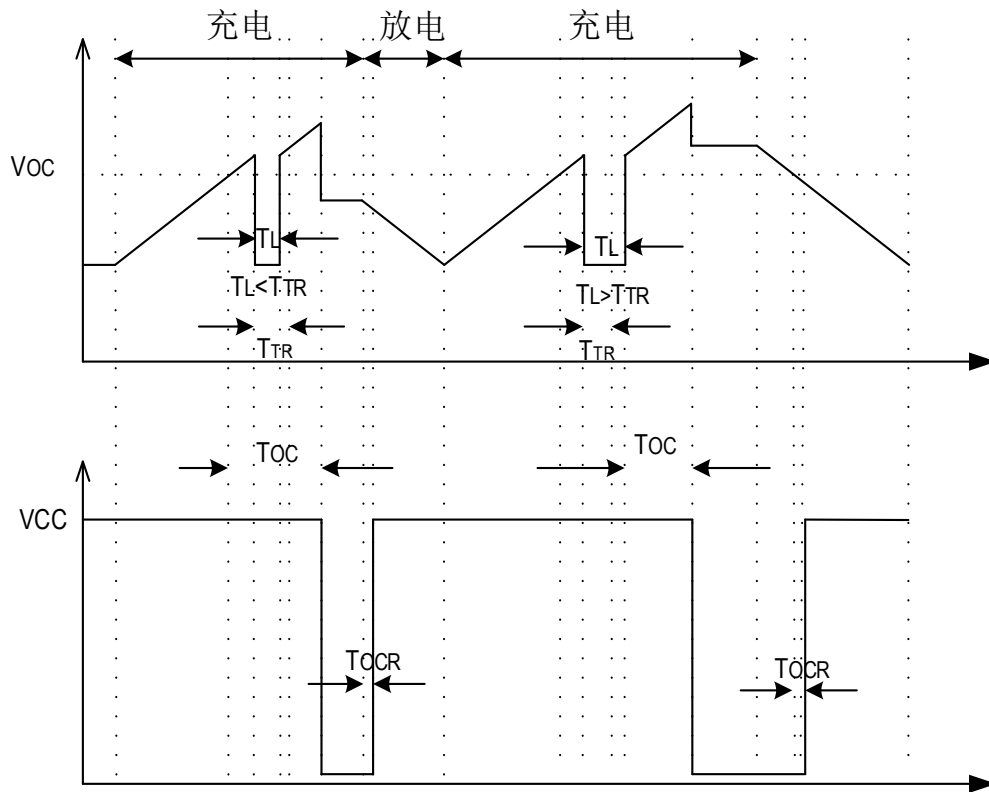 充电 放电 充电
VOC
TL TL
TL<TTR TL>TTR
TTR TTR
TOC TOC
VCC
TOCR TOCR